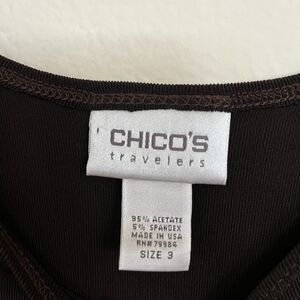 CHICO'S
travelers
95% ACETATE
5% SPANDEX
MADE IN USA
RN# 79984
SIZE 3